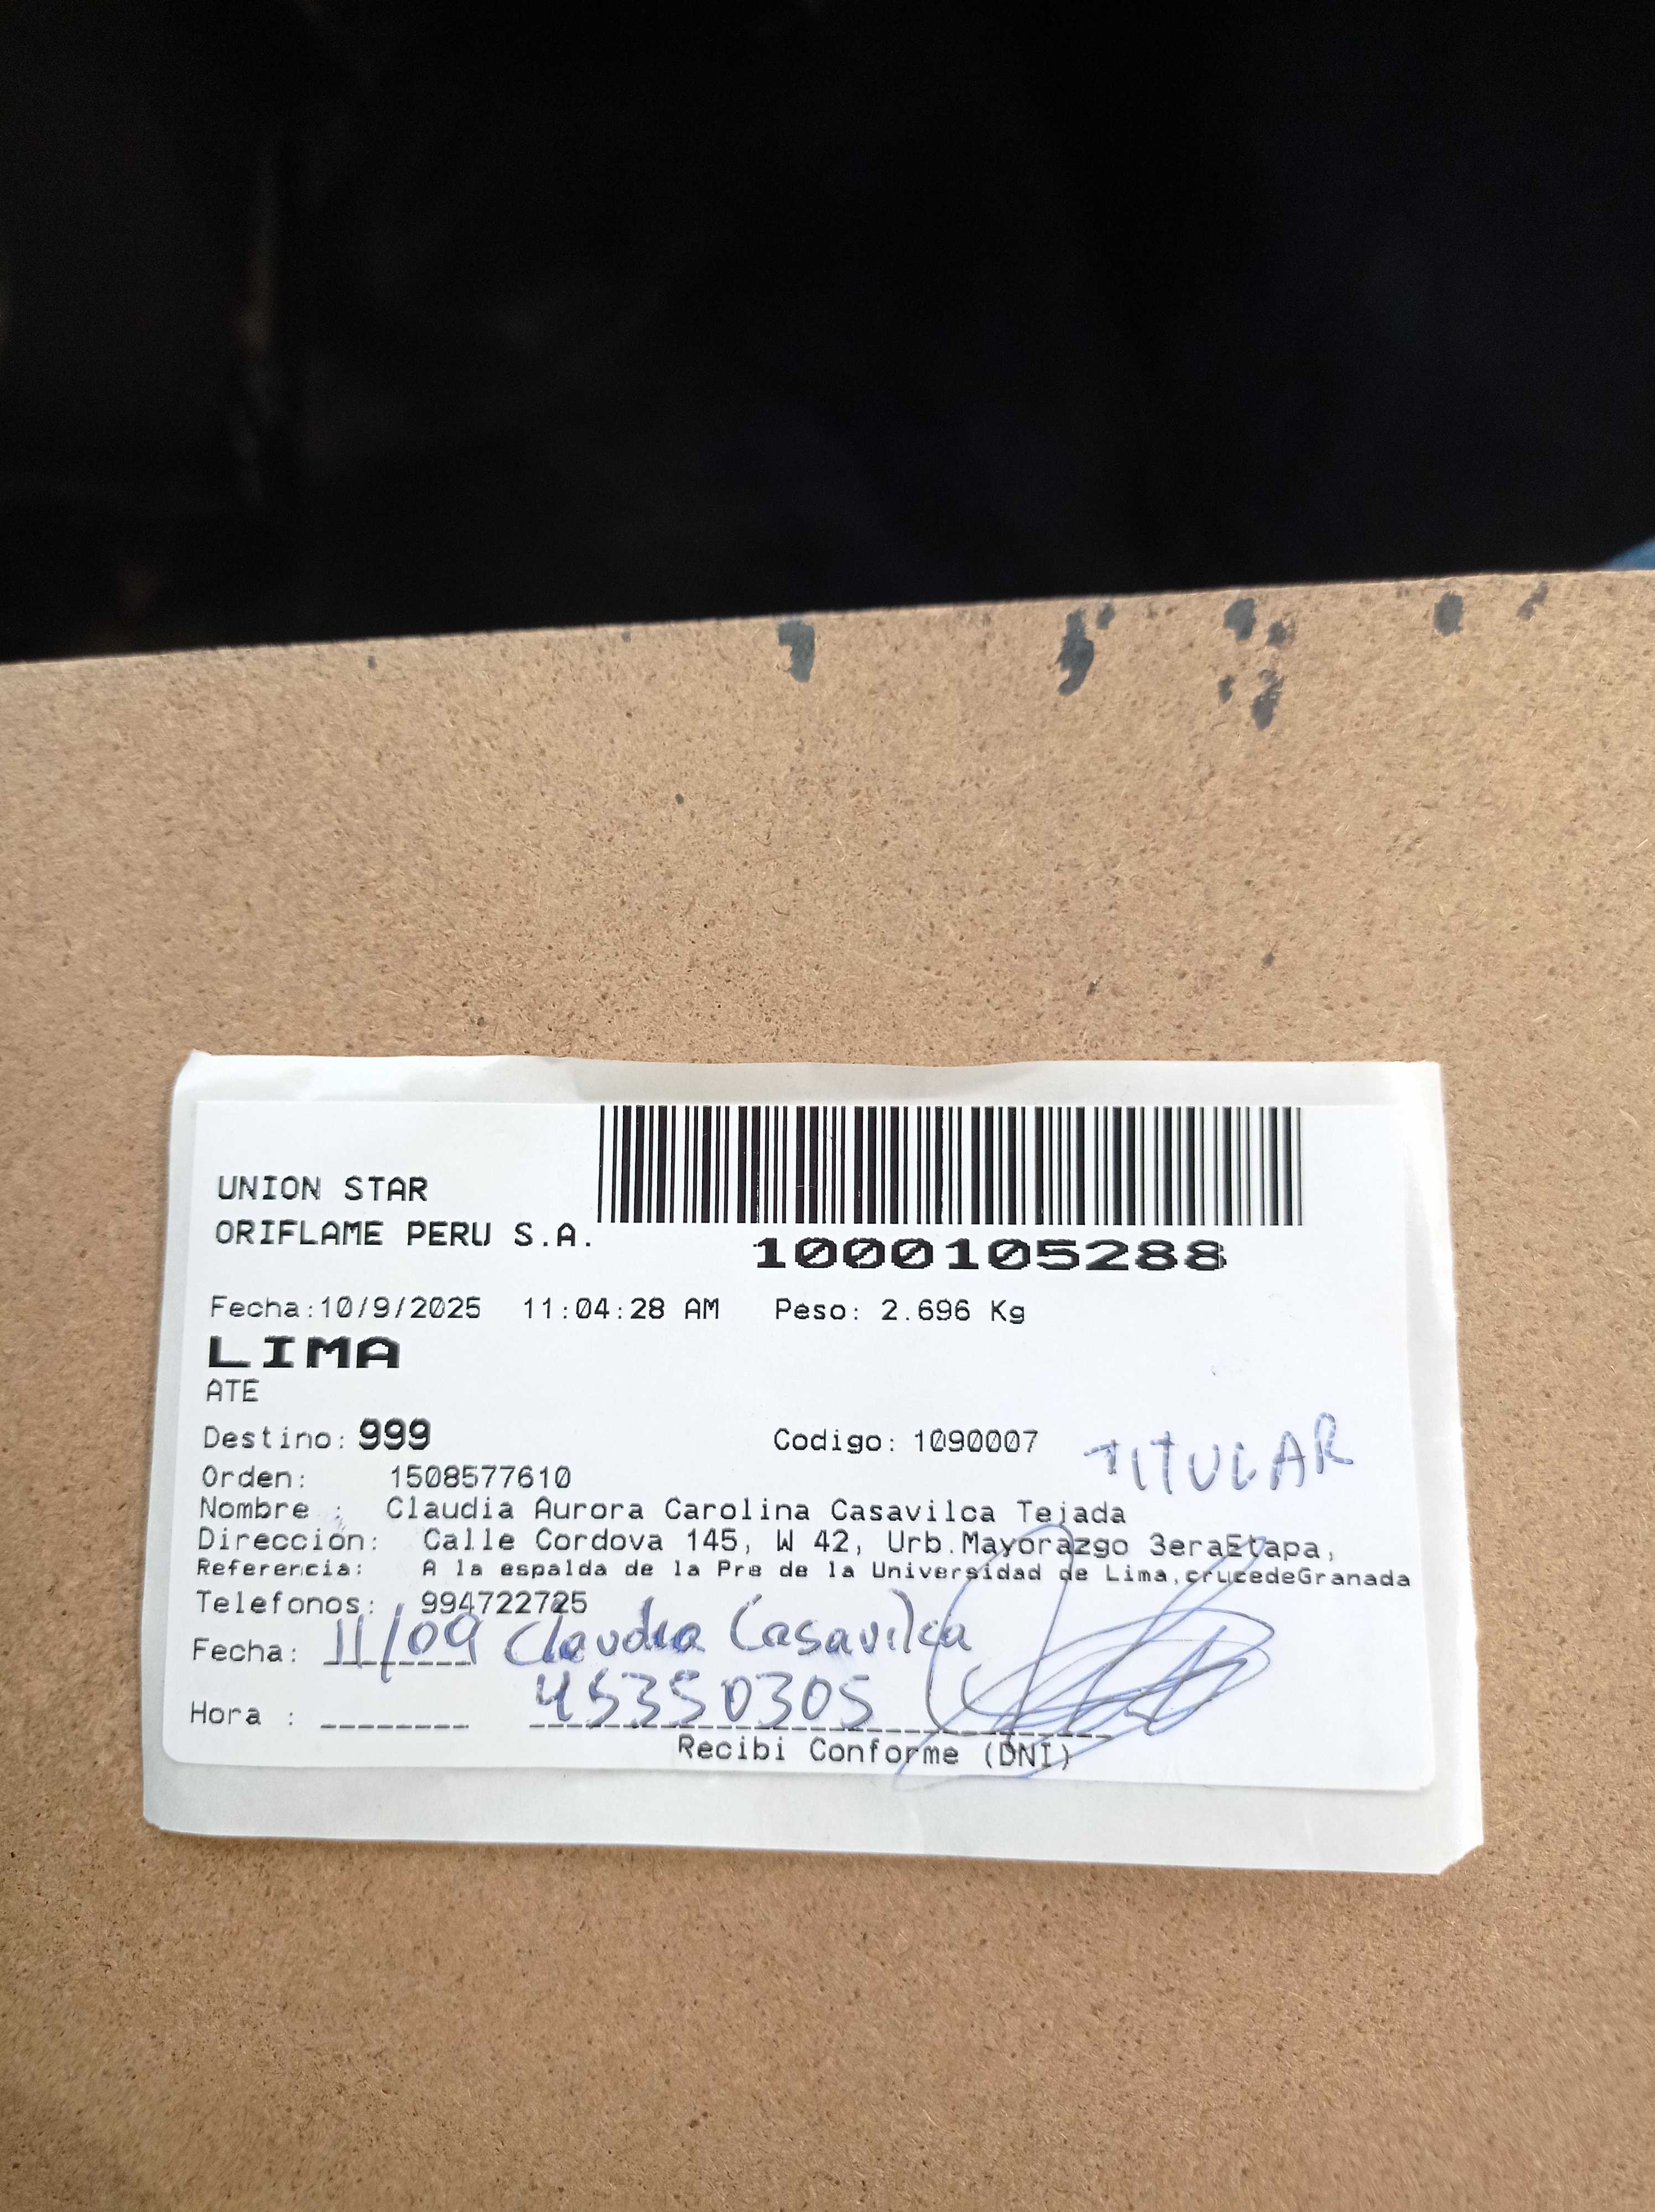 UNION STAR
ORIFLAME PERU S.A.
1000105288
Fecha:10/9/2025 11:04:28 AM Peso: 2.696 Kg
LIMA
ATE
Destino: 999 Codigo: 1090007 TITULAR
Orden: 1508577610
Nombre : Claudia Aurora Carolina Casavilca Tejada
Direccion: Calle Cordova 145, W 42, Urb.Mayorazgo 3eraEtapa,
Referencia: A la espalda de la Pre de la Universidad de Lima,crucedeGranada
Telefonos: 994722725
Fecha: 11/09 Claudia Casavilca
Hora : 45350305
Recibi Conforme (DNI)